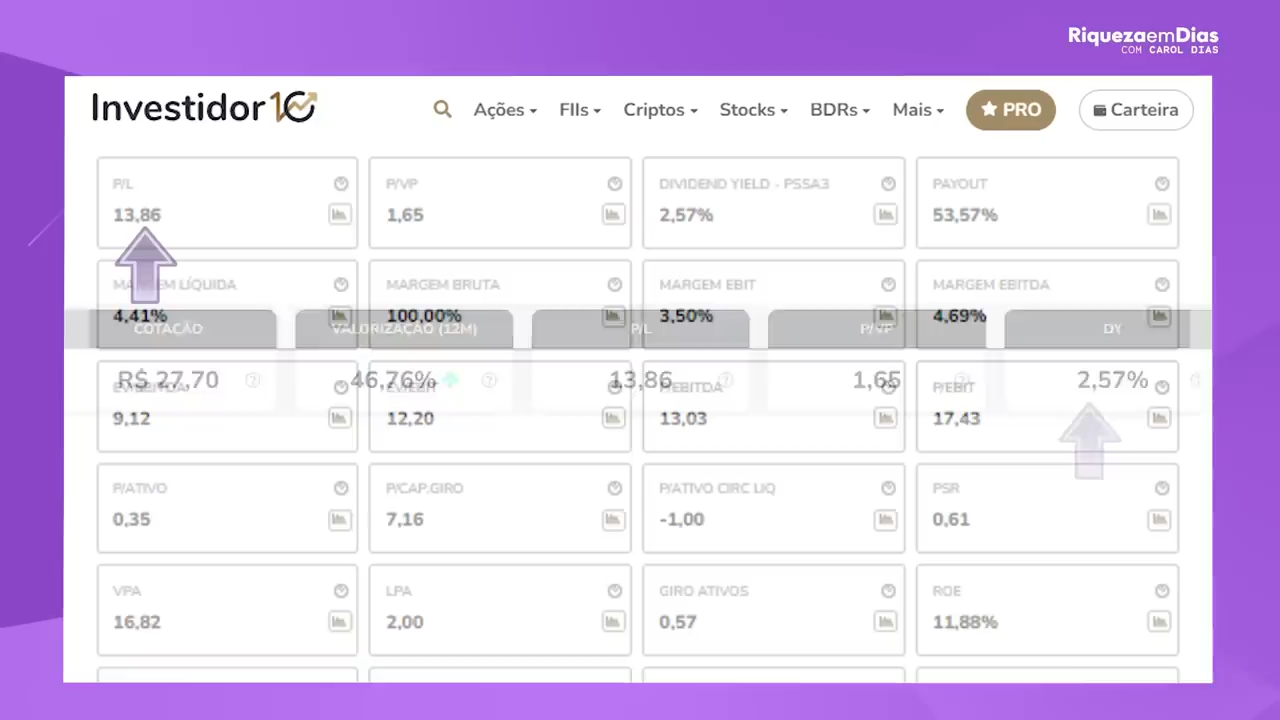 RiquezaemDias
COM CAROL DIAS
Investidor10
Ações FIIs Criptos Stocks BDRs Mais PRO Carteira
P/L P/VP DIVIDEND YIELD - PSSA3 PAYOUT
13,86 1,65 2,57% 53,57%
MARGEM LÍQUIDA MARGEM BRUTA MARGEM EBIT MARGEM EBITDA
4,41% 100,00% 3,50% 4,69%
COTAÇÃO VALORIZAÇÃO (12M) P/L P/VP DY
R$ 27,70 46,76% 13,86 1,65 2,57%
P/EBITDA P/EBIT
9,12 12,20 13,03 17,43
P/ATIVO P/CAP.GIRO P/ATIVO CIRC LIQ PSR
0,35 7,16 -1,00 0,61
VPA LPA GIRO ATIVOS ROE
16,82 2,00 0,57 11,88%